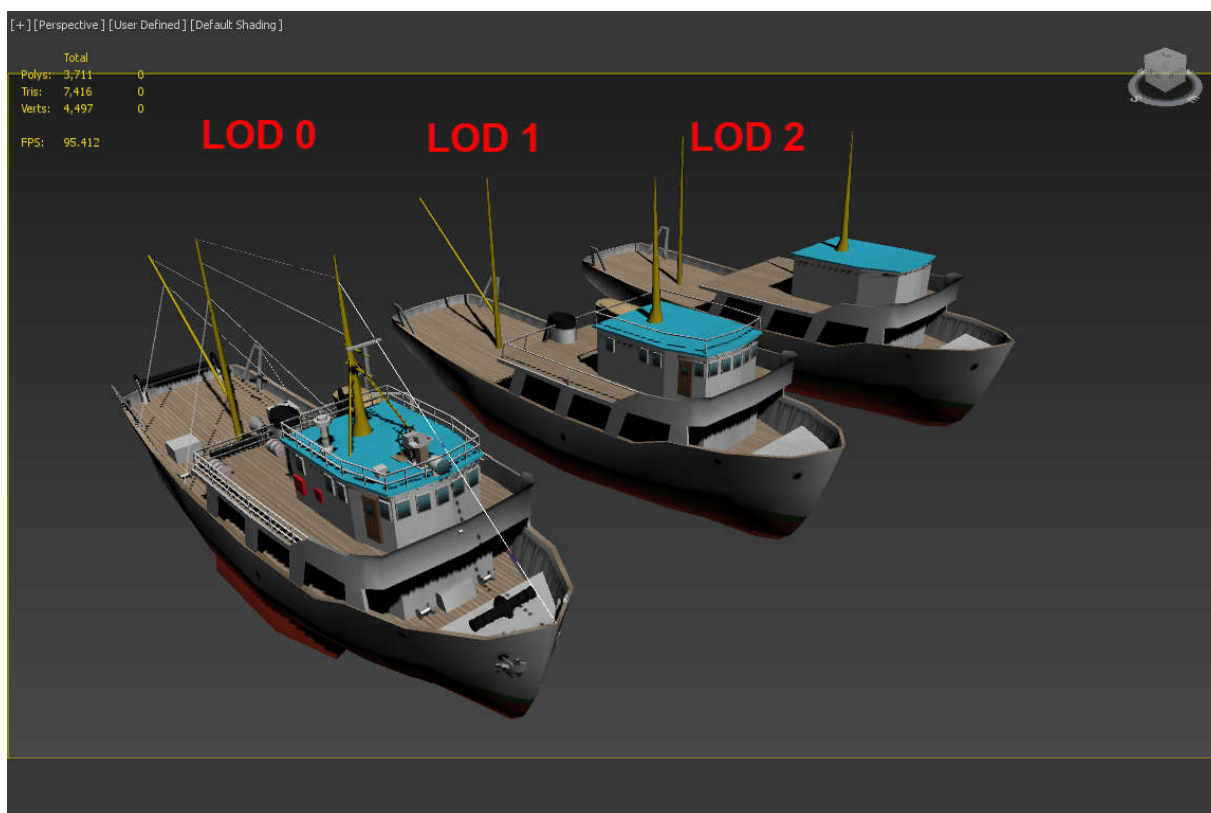 [+] [Perspective ] [User Defined ] [Default Shading ]
Total
Polys: 3,711 0
Tris: 7,416 0
Verts: 4,497 0
FPS: 95.412
LOD 0
LOD 1
LOD 2
S
E